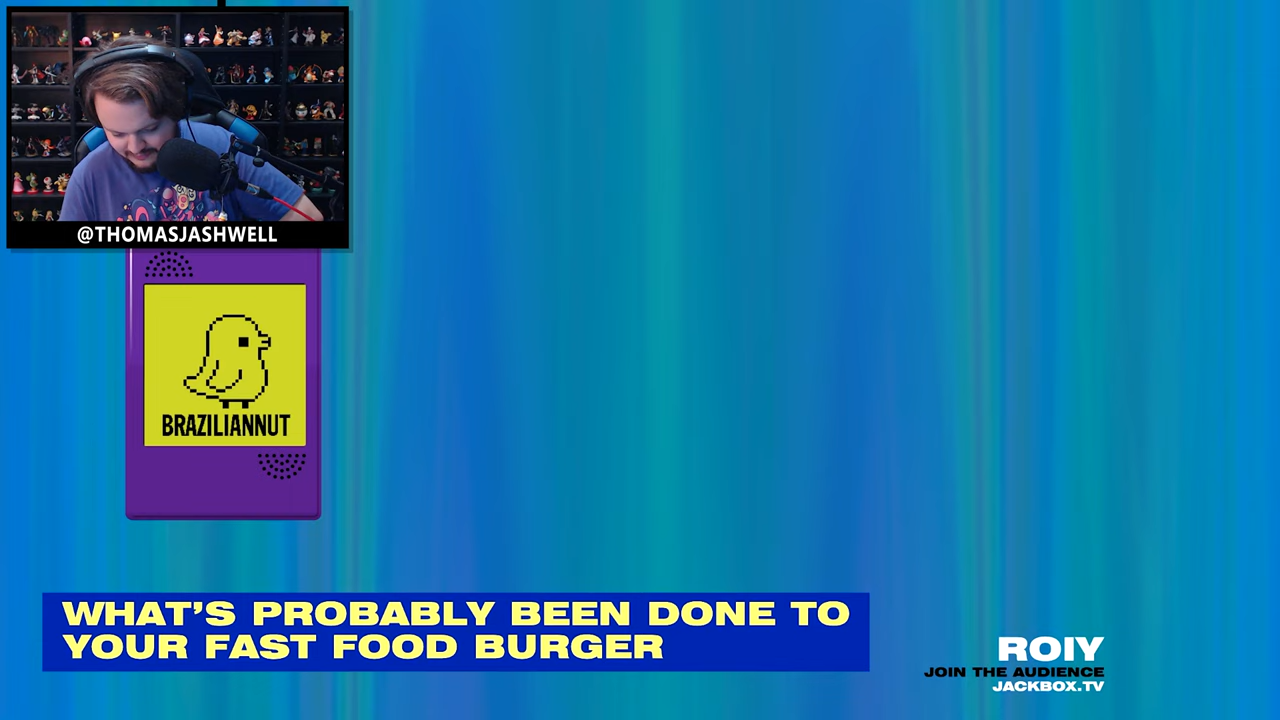 @THOMASJASHWELL
BRAZILIANNUT
WHAT'S PROBABLY BEEN DONE TO
YOUR FAST FOOD BURGER
ROIY
JOIN THE AUDIENCE
JACKBOX.TV